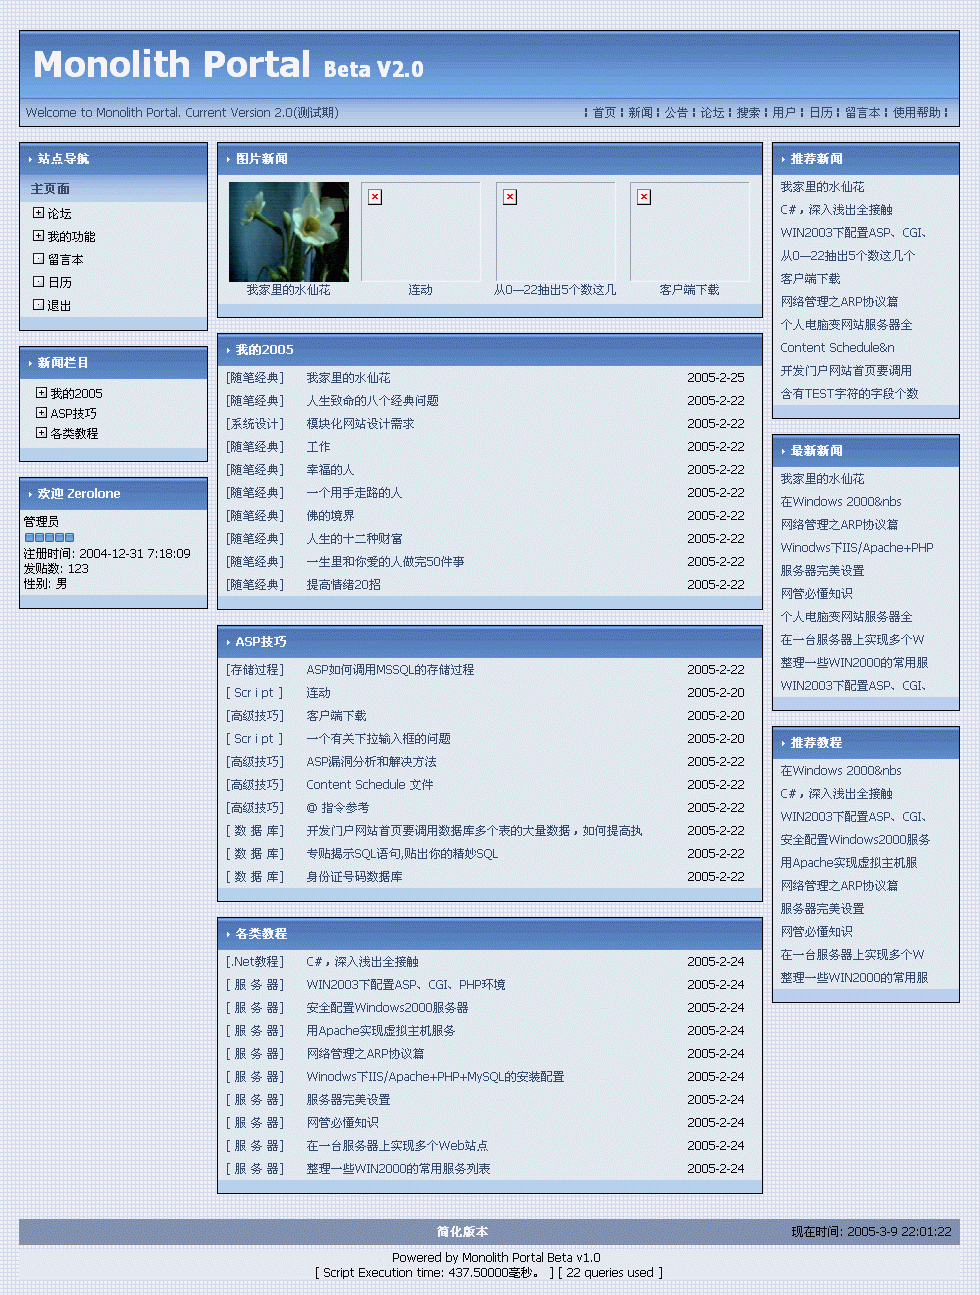 Monolith Portal Beta V2.0
Welcome to Monolith Portal. Current Version 2.0(测试期)
¦ 首页 ¦ 新闻 ¦ 公告 ¦ 论坛 ¦ 搜索 ¦ 用户 ¦ 日历 ¦ 留言本 ¦ 使用帮助 ¦
站点导航
主页面
论坛
我的功能
留言本
日历
退出
新闻栏目
我的2005
ASP技巧
各类教程
欢迎 Zerolone
管理员
注册时间: 2004-12-31 7:18:09
发贴数: 123
性别: 男
图片新闻
我家里的水仙花 连动 从0—22抽出5个数这几 客户端下载
我的2005
[随笔经典] 我家里的水仙花 2005-2-25
[随笔经典] 人生致命的八个经典问题 2005-2-22
[系统设计] 模块化网站设计需求 2005-2-22
[随笔经典] 工作 2005-2-22
[随笔经典] 幸福的人 2005-2-22
[随笔经典] 一个用手走路的人 2005-2-22
[随笔经典] 佛的境界 2005-2-22
[随笔经典] 人生的十二种财富 2005-2-22
[随笔经典] 一生里和你爱的人做完50件事 2005-2-22
[随笔经典] 提高情绪20招 2005-2-22
ASP技巧
[存储过程] ASP如何调用MSSQL的存储过程 2005-2-22
[ Scr i pt ] 连动 2005-2-20
[高级技巧] 客户端下载 2005-2-20
[ Scr i pt ] 一个有关下拉输入框的问题 2005-2-20
[高级技巧] ASP漏洞分析和解决方法 2005-2-22
[高级技巧] Content Schedule 文件 2005-2-22
[高级技巧] @ 指令参考 2005-2-22
[ 数 据 库 ] 开发门户网站首页要调用数据库多个表的大量数据，如何提高执 2005-2-22
[ 数 据 库 ] 专贴揭示SQL语句,贴出你的精妙SQL 2005-2-22
[ 数 据 库 ] 身份证号码数据库 2005-2-22
各类教程
[.Net教程] C#，深入浅出全接触 2005-2-24
[ 服 务 器 ] WIN2003下配置ASP、CGI、PHP环境 2005-2-24
[ 服 务 器 ] 安全配置Windows2000服务器 2005-2-24
[ 服 务 器 ] 用Apache实现虚拟主机服务 2005-2-24
[ 服 务 器 ] 网络管理之ARP协议篇 2005-2-24
[ 服 务 器 ] Winodws下IIS/Apache+PHP+MySQL的安装配置 2005-2-24
[ 服 务 器 ] 服务器完美设置 2005-2-24
[ 服 务 器 ] 网管必懂知识 2005-2-24
[ 服 务 器 ] 在一台服务器上实现多个Web站点 2005-2-24
[ 服 务 器 ] 整理一些WIN2000的常用服务列表 2005-2-24
推荐新闻
我家里的水仙花
C#，深入浅出全接触
WIN2003下配置ASP、CGI、
从0—22抽出5个数这几个
客户端下载
网络管理之ARP协议篇
个人电脑变网站服务器全
Content Schedule&n
开发门户网站首页要调用
含有TEST字符的字段个数
最新新闻
我家里的水仙花
在Windows 2000&nbs
网络管理之ARP协议篇
Winodws下IIS/Apache+PHP
服务器完美设置
网管必懂知识
个人电脑变网站服务器全
在一台服务器上实现多个W
整理一些WIN2000的常用服
WIN2003下配置ASP、CGI、
推荐教程
在Windows 2000&nbs
C#，深入浅出全接触
WIN2003下配置ASP、CGI、
安全配置Windows2000服务
用Apache实现虚拟主机服
网络管理之ARP协议篇
服务器完美设置
网管必懂知识
在一台服务器上实现多个W
整理一些WIN2000的常用服
简化版本 现在时间: 2005-3-9 22:01:22
Powered by Monolith Portal Beta v1.0
[ Script Execution time: 437.50000毫秒。 ] [ 22 queries used ]